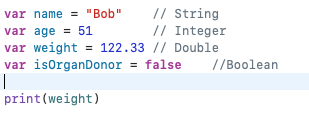 var name = "Bob"    // String
var age = 51        // Integer
var weight = 122.33 // Double
var isOrganDonor = false    //Boolean
print(weight)